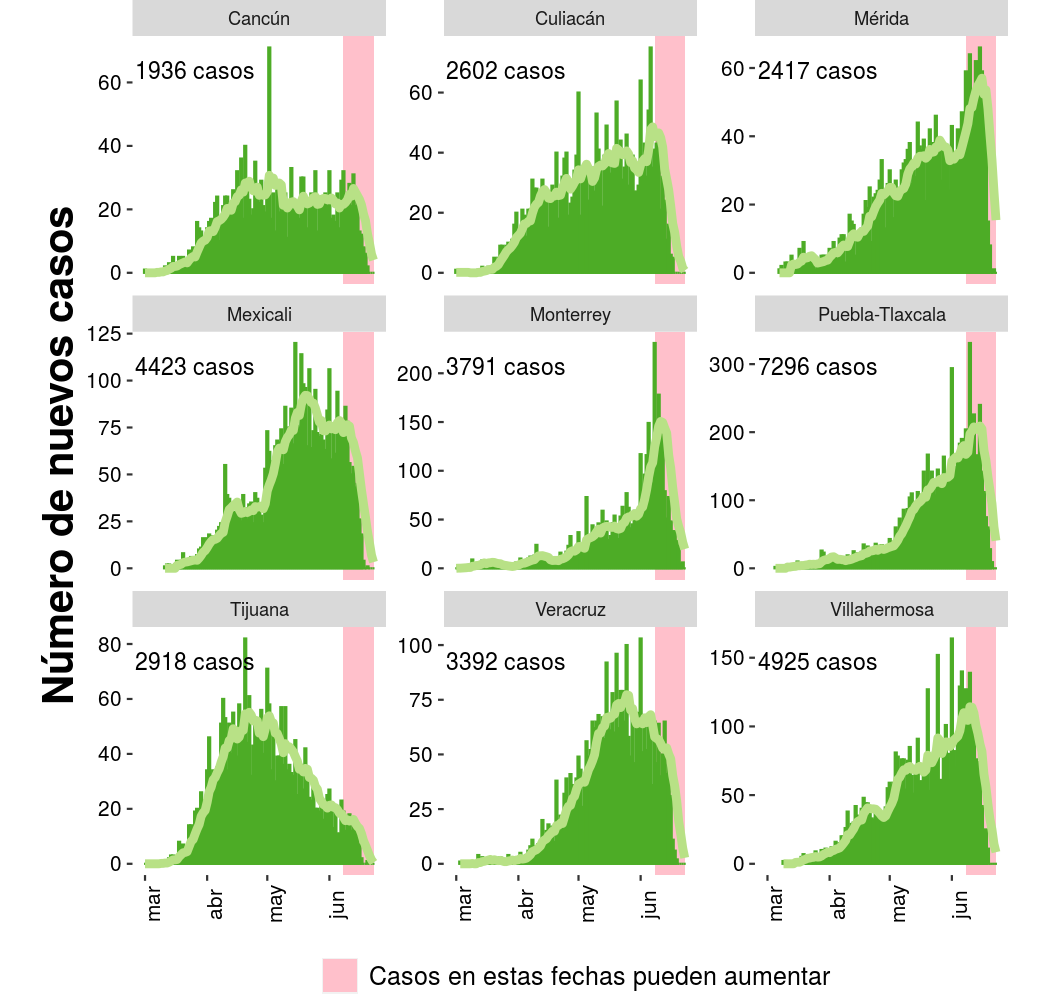 Cancún Culiacán Mérida
1936 casos 2602 casos 2417 casos
60 40 20 0
60 40 20 0
60 40 20 0
Número de nuevos casos
Mexicali Monterrey Puebla-Tlaxcala
4423 casos 3791 casos 7296 casos
125 100 75 50 25 0
200 150 100 50 0
300 200 100 0
Tijuana Veracruz Villahermosa
2918 casos 3392 casos 4925 casos
80 60 40 20 0
100 75 50 25 0
150 100 50 0
mar abr may jun mar abr may jun mar abr may jun
Casos en estas fechas pueden aumentar